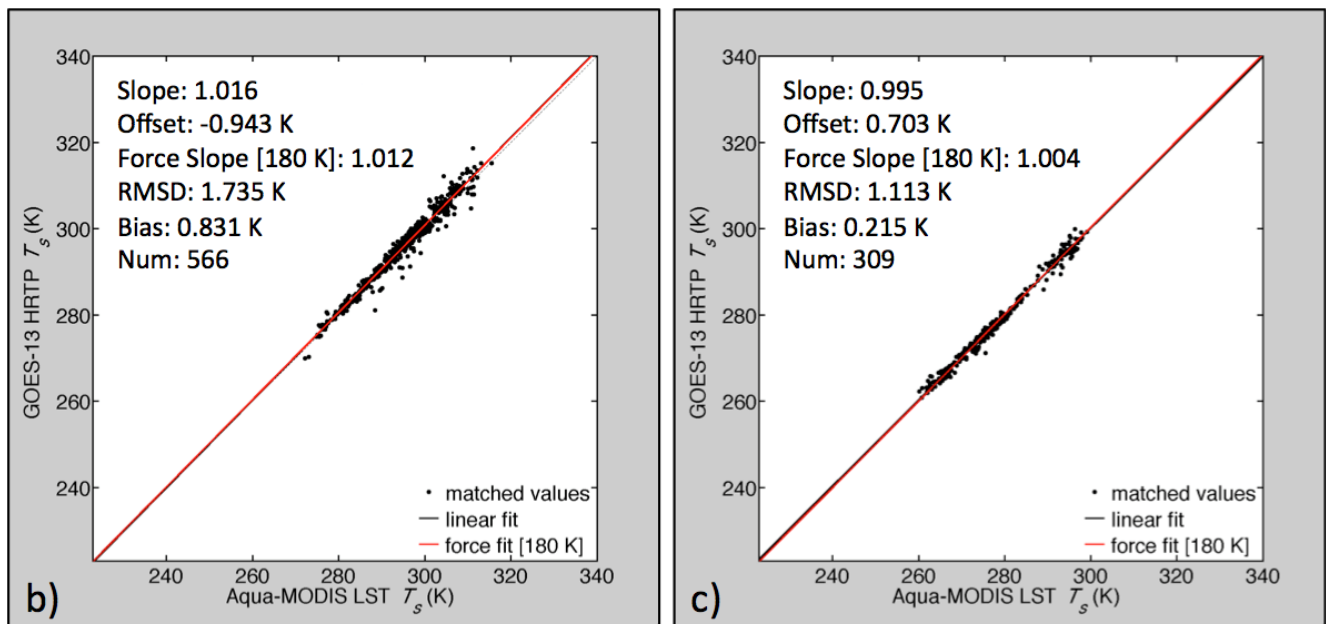 340
320
300
280
260
240
Slope: 1.016
Offset: -0.943 K
Force Slope [180 K]: 1.012
RMSD: 1.735 K
Bias: 0.831 K
Num: 566
GOES-13 HRTP Ts (K)
matched values
linear fit
force fit [180 K]
240 260 280 300 320 340
Aqua-MODIS LST Ts (K)
b)
340
320
300
280
260
240
Slope: 0.995
Offset: 0.703 K
Force Slope [180 K]: 1.004
RMSD: 1.113 K
Bias: 0.215 K
Num: 309
GOES-13 HRTP Ts (K)
matched values
linear fit
force fit [180 K]
240 260 280 300 320 340
Aqua-MODIS LST Ts (K)
c)